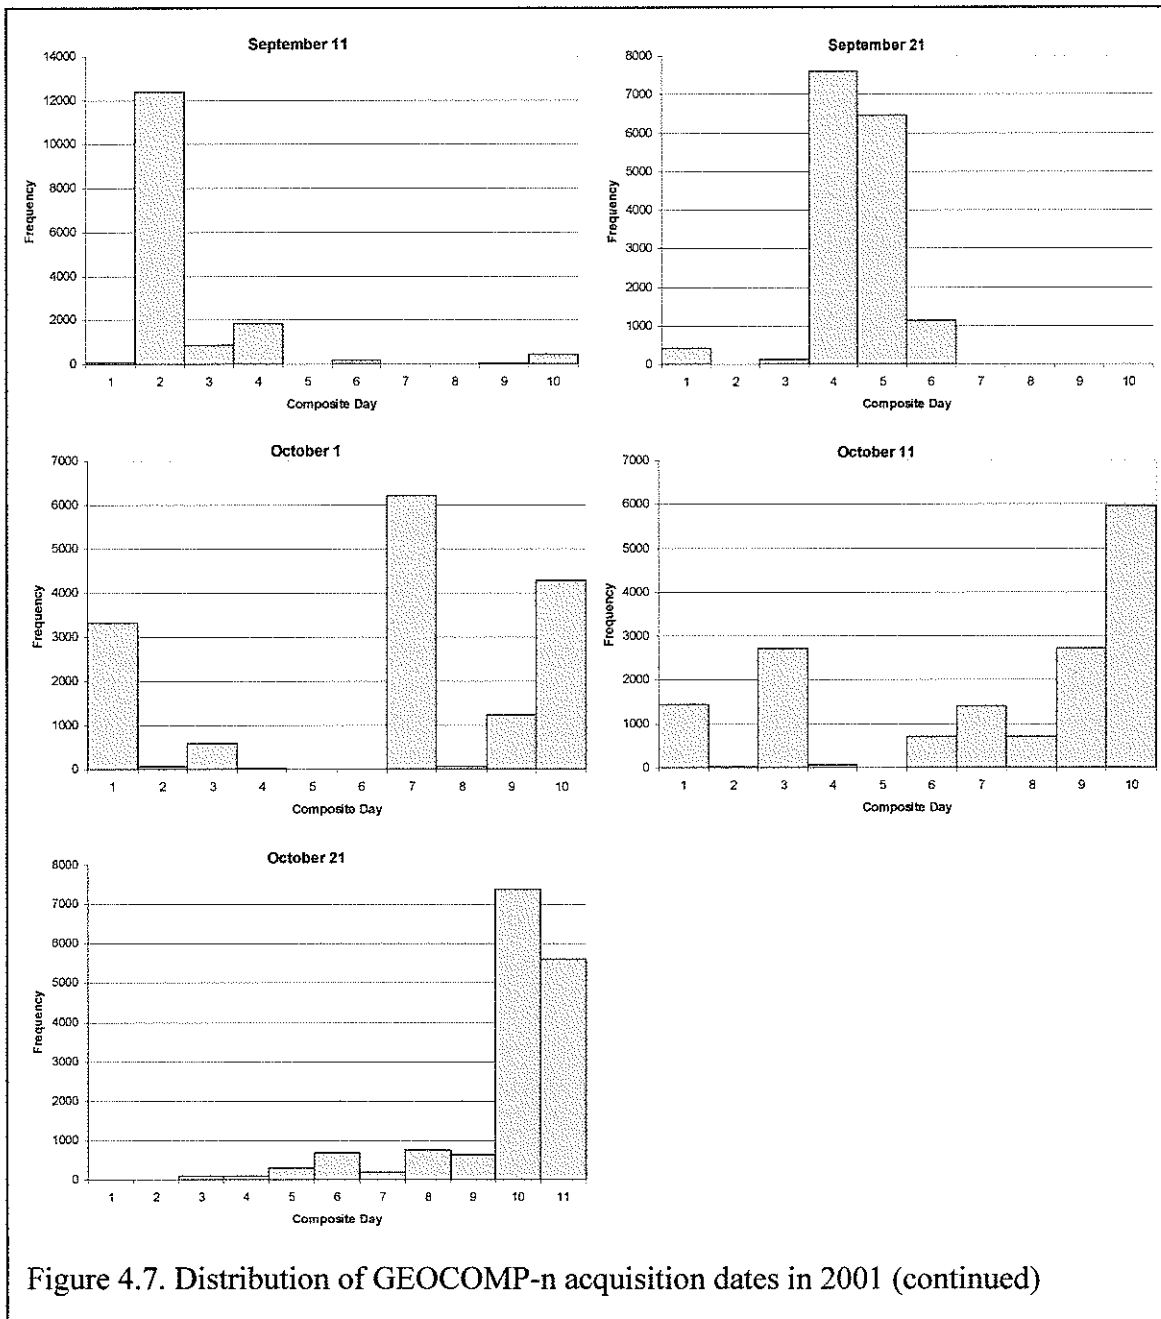 September 11
14000
12000
10000
8000
6000
4000
2000
0
Frequency
1 2 3 4 5 6 7 8 9 10
Composite Day
September 21
8000
7000
6000
5000
4000
3000
2000
1000
0
Frequency
1 2 3 4 5 6 7 8 9 10
Composite Day
October 1
7000
6000
5000
4000
3000
2000
1000
0
Frequency
1 2 3 4 5 6 7 8 9 10
Composite Day
October 11
7000
6000
5000
4000
3000
2000
1000
0
Frequency
1 2 3 4 5 6 7 8 9 10
Composite Day
October 21
8000
7000
6000
5000
4000
3000
2000
1000
0
Frequency
1 2 3 4 5 6 7 8 9 10 11
Composite Day
Figure 4.7. Distribution of GEOCOMP-n acquisition dates in 2001 (continued)